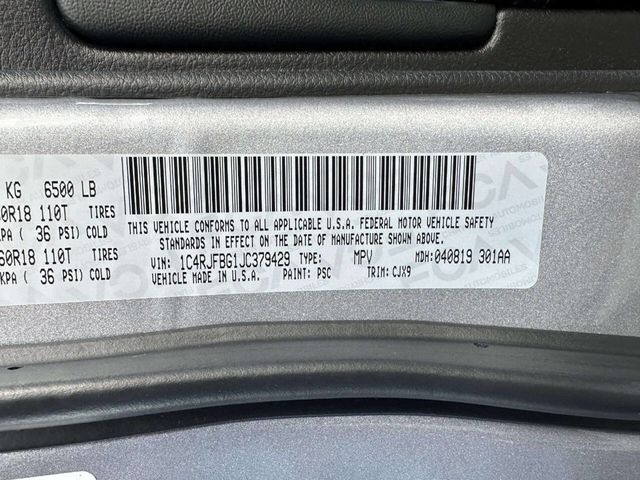 KG 6500 LB
0R18 110T TIRES
KPA ( 36 PSI) COLD
60R18 110T TIRES
KPA ( 36 PSI) COLD
THIS VEHICLE CONFORMS TO ALL APPLICABLE U.S.A. FEDERAL MOTOR VEHICLE SAFETY
STANDARDS IN EFFECT ON THE DATE OF MANUFACTURE SHOWN ABOVE.
VIN: 1C4RJFBG1JC379429 TYPE: MPV MDH: 040819 301AA
VEHICLE MADE IN U.S.A. PAINT: PSC TRIM: CJX9